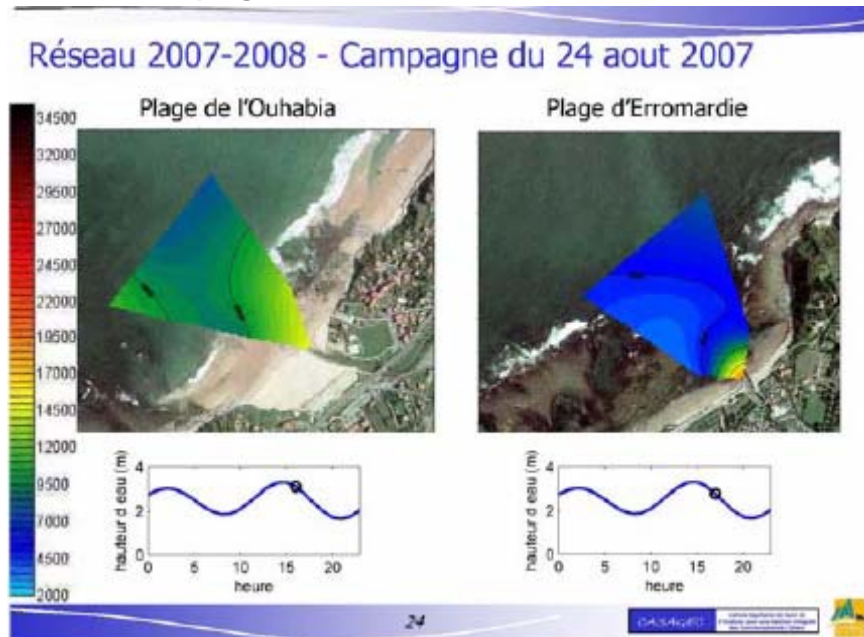 Réseau 2007-2008 - Campagne du 24 aout 2007
Plage de l'Ouhabia
Plage d'Erromardie
34500
32000
29500
27000
24500
22000
19500
17000
14500
12000
9500
7000
4500
2000
hauteur d eau (m)
4
2
0
0 5 10 15 20
heure
hauteur d eau (m)
4
2
0
0 5 10 15 20
heure
24
CASAGEC